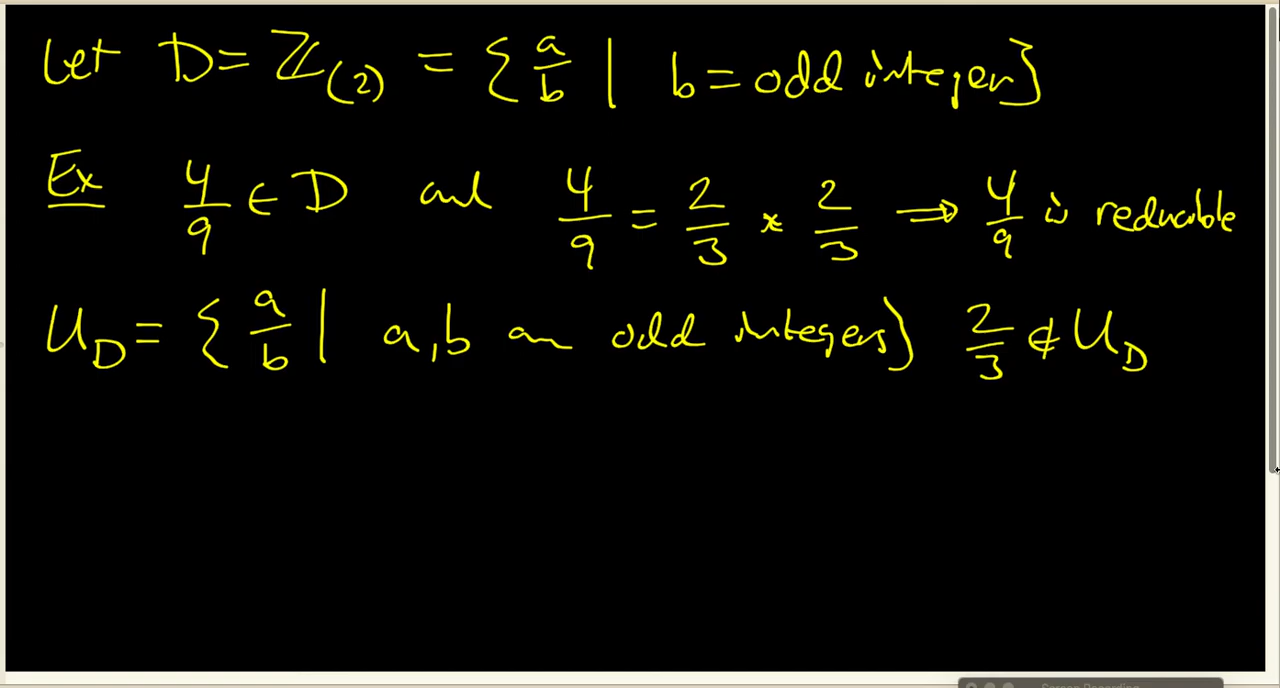 Let D = ℤ(2) = { a/b | b = odd integer }
Ex 4/9 ∈ D and 4/9 = 2/3 × 2/3 ⇒ 4/9 is reducible
U_D = { a/b | a,b are odd integers } 2/3 ∉ U_D